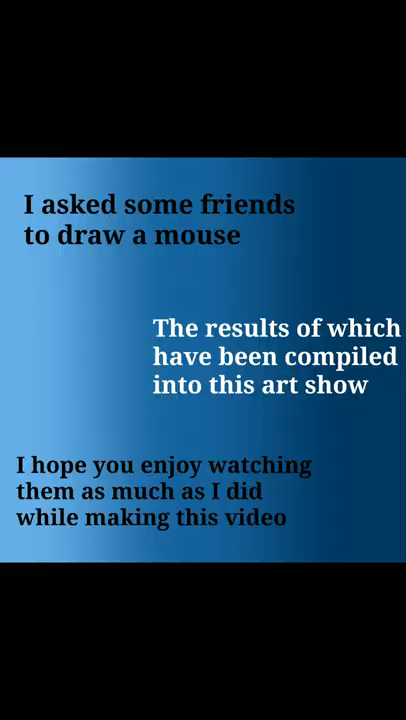 I asked some friends
to draw a mouse
The results of which
have been compiled
into this art show
I hope you enjoy watching
them as much as I did
while making this video